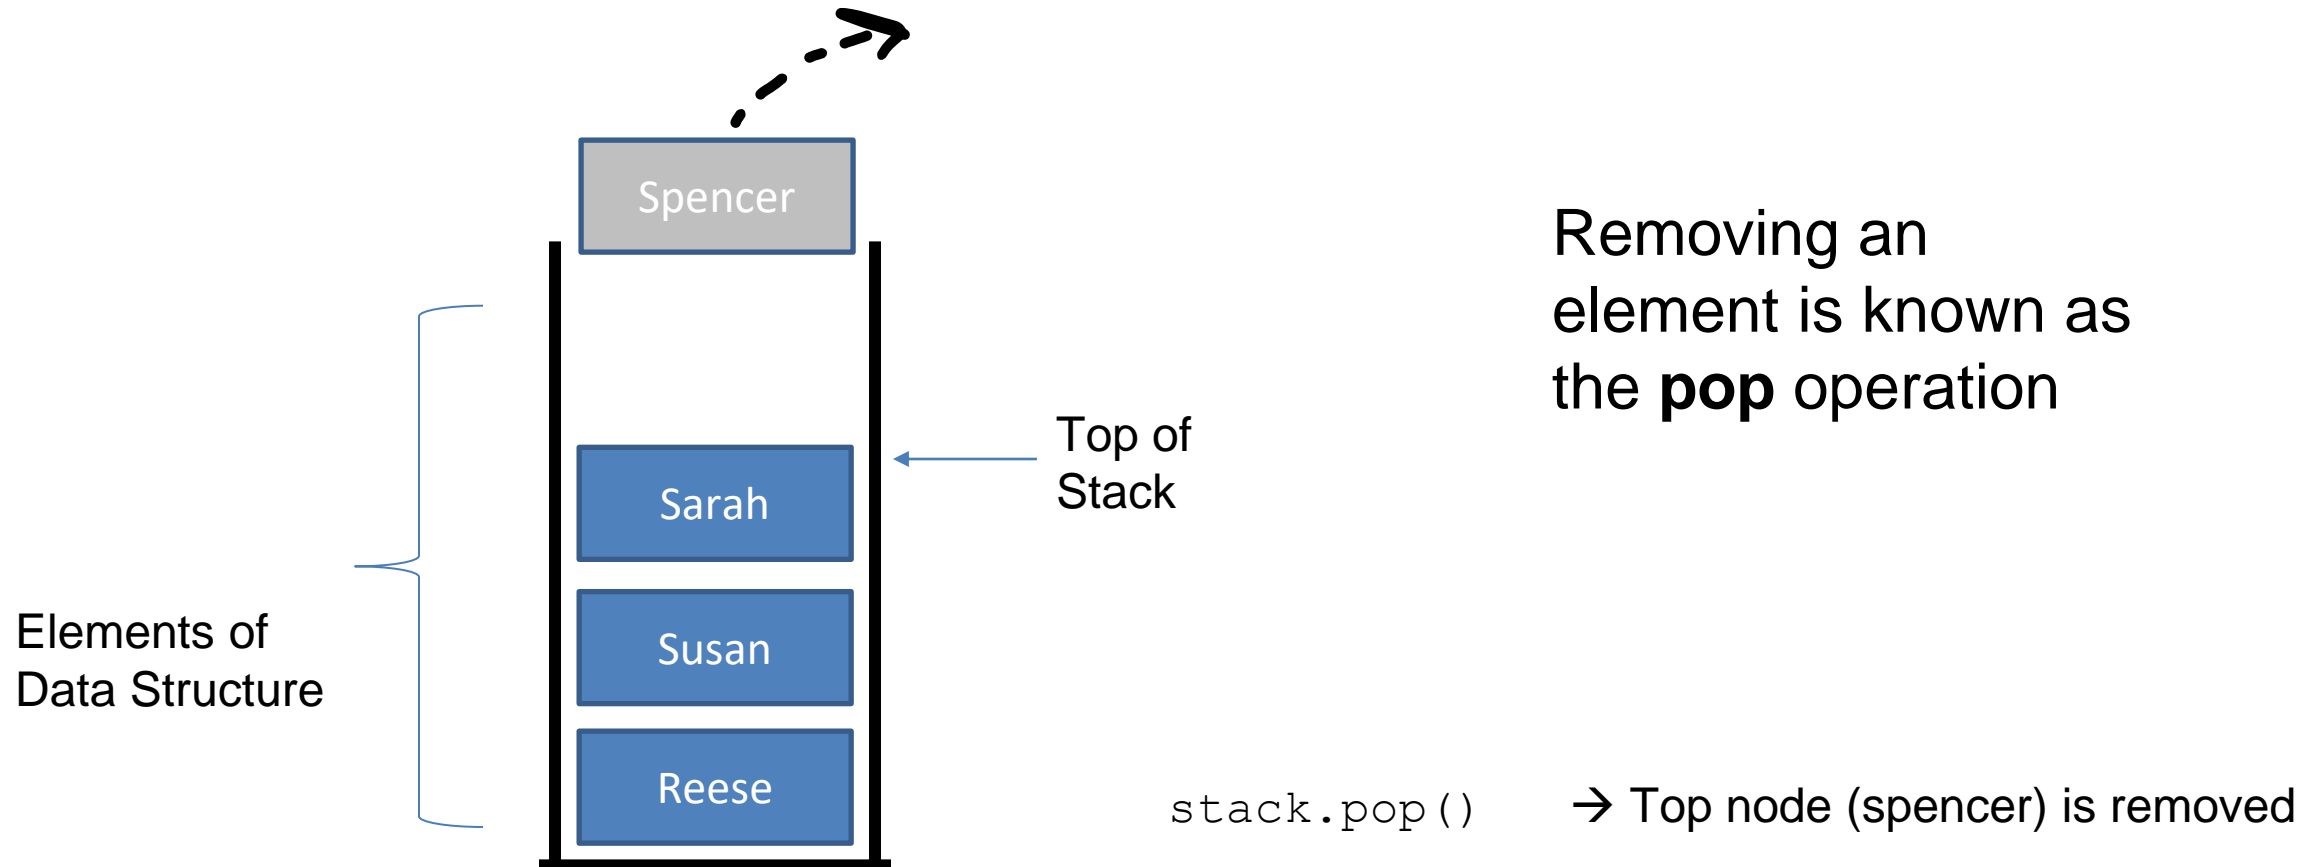 Spencer
Removing an
element is known as
the pop operation
Top of
Stack
Sarah
Elements of
Data Structure
Susan
Reese
stack.pop() → Top node (spencer) is removed